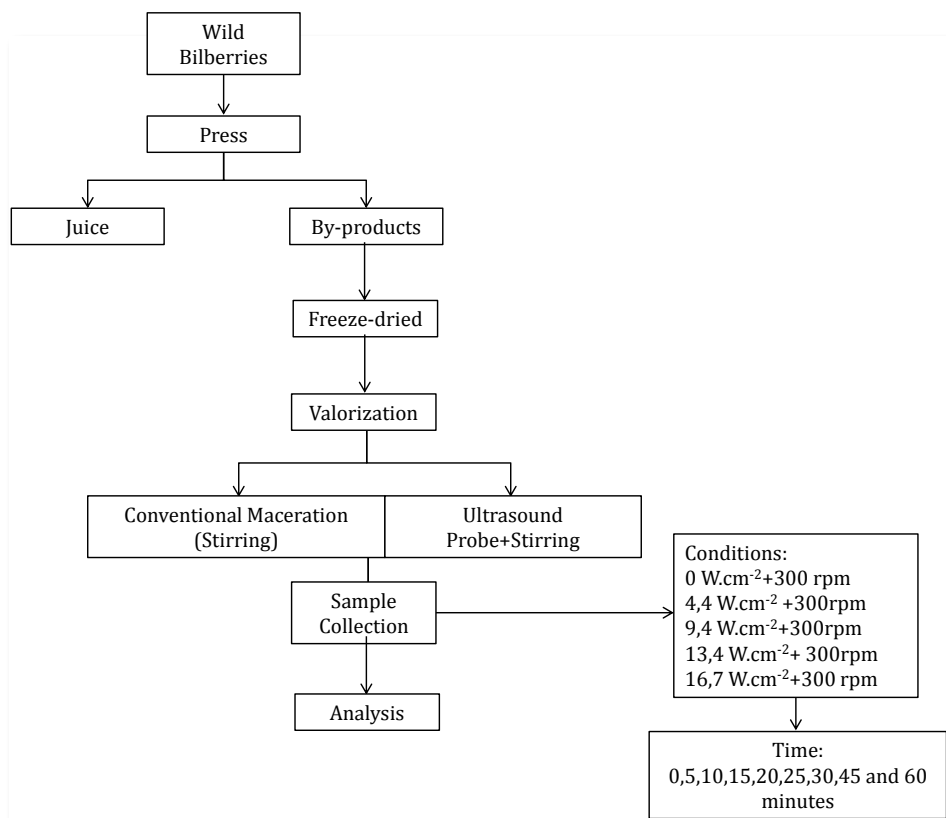 Wild
Bilberries
Press
Juice
By-products
Freeze-dried
Valorization
Conventional Maceration
(Stirring)
Ultrasound
Probe+Stirring
Sample
Collection
Conditions:
0 W.cm⁻²+300 rpm
4,4 W.cm⁻² +300rpm
9,4 W.cm⁻²+300rpm
13,4 W.cm⁻²+ 300rpm
16,7 W.cm⁻²+300 rpm
Analysis
Time:
0,5,10,15,20,25,30,45 and 60
minutes